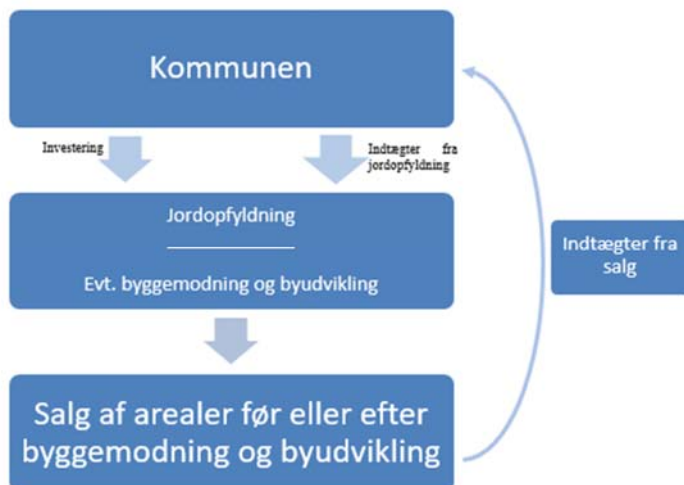 Kommunen
Investering
Indtægter fra
jordopfyldning
Jordopfyldning
Evt. byggemodning og byudvikling
Indtægter fra
salg
Salg af arealer før eller efter
byggemodning og byudvikling